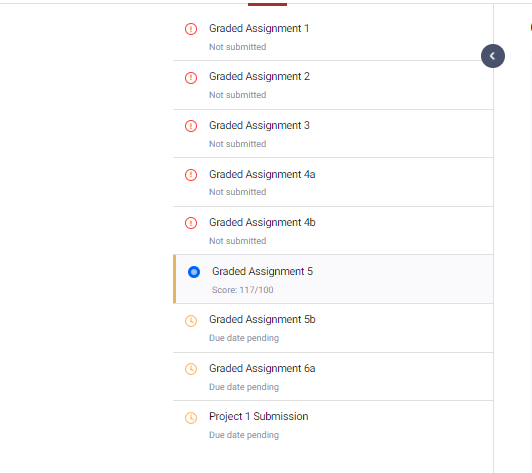 Graded Assignment 1
Not submitted
Graded Assignment 2
Not submitted
Graded Assignment 3
Not submitted
Graded Assignment 4a
Not submitted
Graded Assignment 4b
Not submitted
Graded Assignment 5
Score: 117/100
Graded Assignment 5b
Due date pending
Graded Assignment 6a
Due date pending
Project 1 Submission
Due date pending